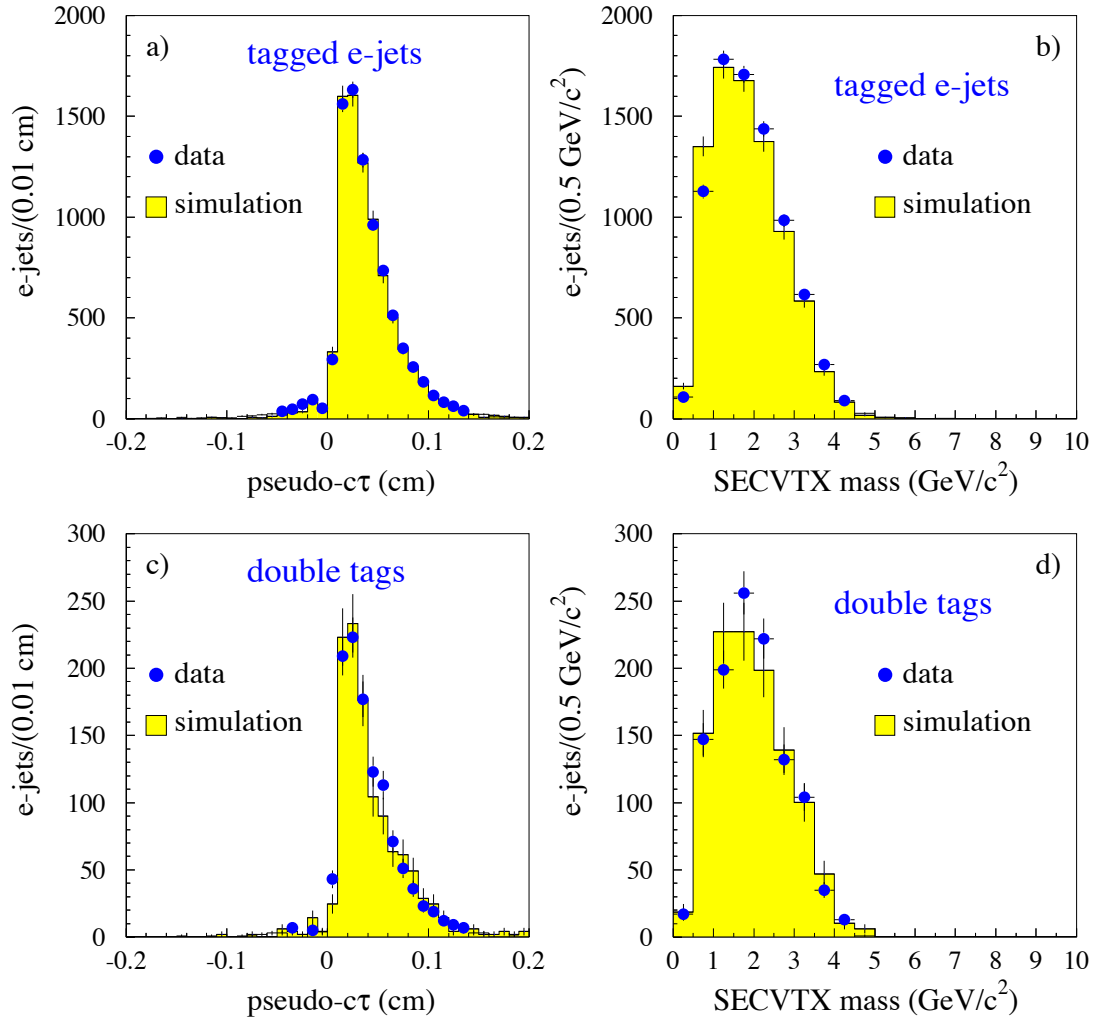 a)
tagged e-jets
data
simulation
e-jets/(0.01 cm)
0
500
1000
1500
2000
-0.2
-0.1
0
0.1
0.2
pseudo-cτ (cm)
b)
tagged e-jets
data
simulation
e-jets/(0.5 GeV/c²)
0
500
1000
1500
2000
0 1 2 3 4 5 6 7 8 9 10
SECVTX mass (GeV/c²)
c)
double tags
data
simulation
e-jets/(0.01 cm)
0
50
100
150
200
250
300
-0.2
-0.1
0
0.1
0.2
pseudo-cτ (cm)
d)
double tags
data
simulation
e-jets/(0.5 GeV/c²)
0
50
100
150
200
250
300
0 1 2 3 4 5 6 7 8 9 10
SECVTX mass (GeV/c²)